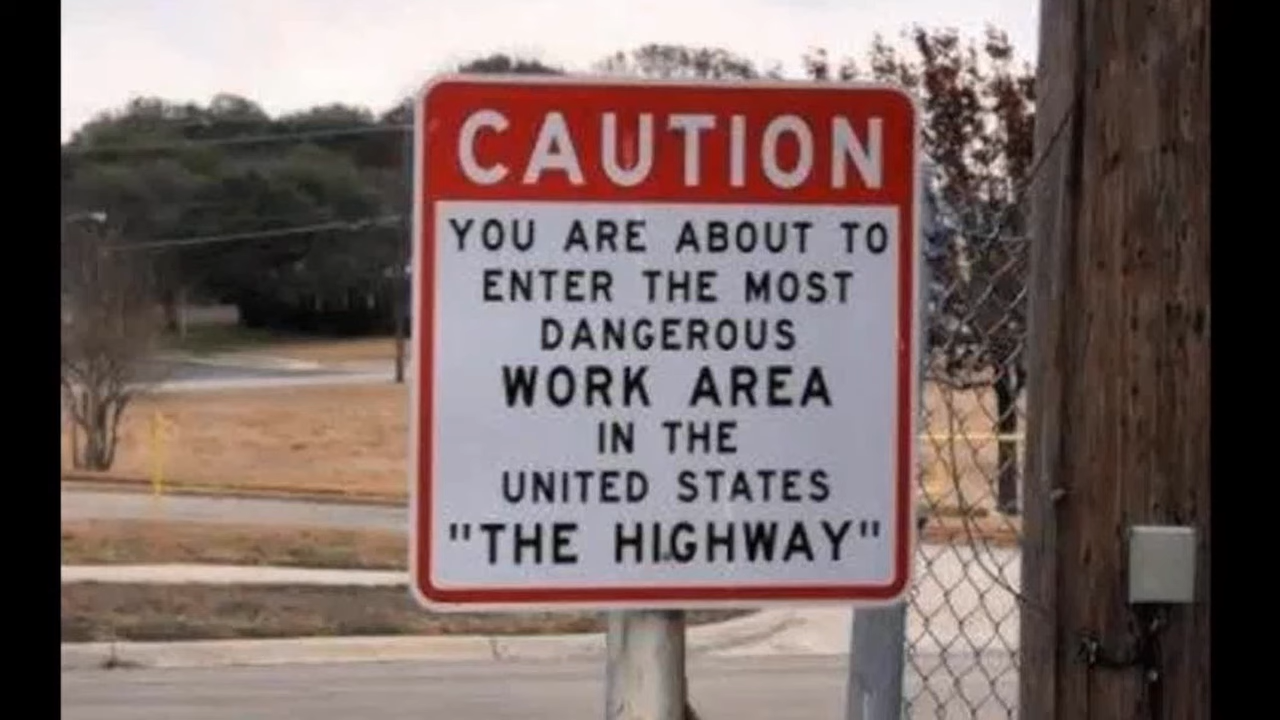 CAUTION
YOU ARE ABOUT TO
ENTER THE MOST
DANGEROUS
WORK AREA
IN THE
UNITED STATES
"THE HIGHWAY"